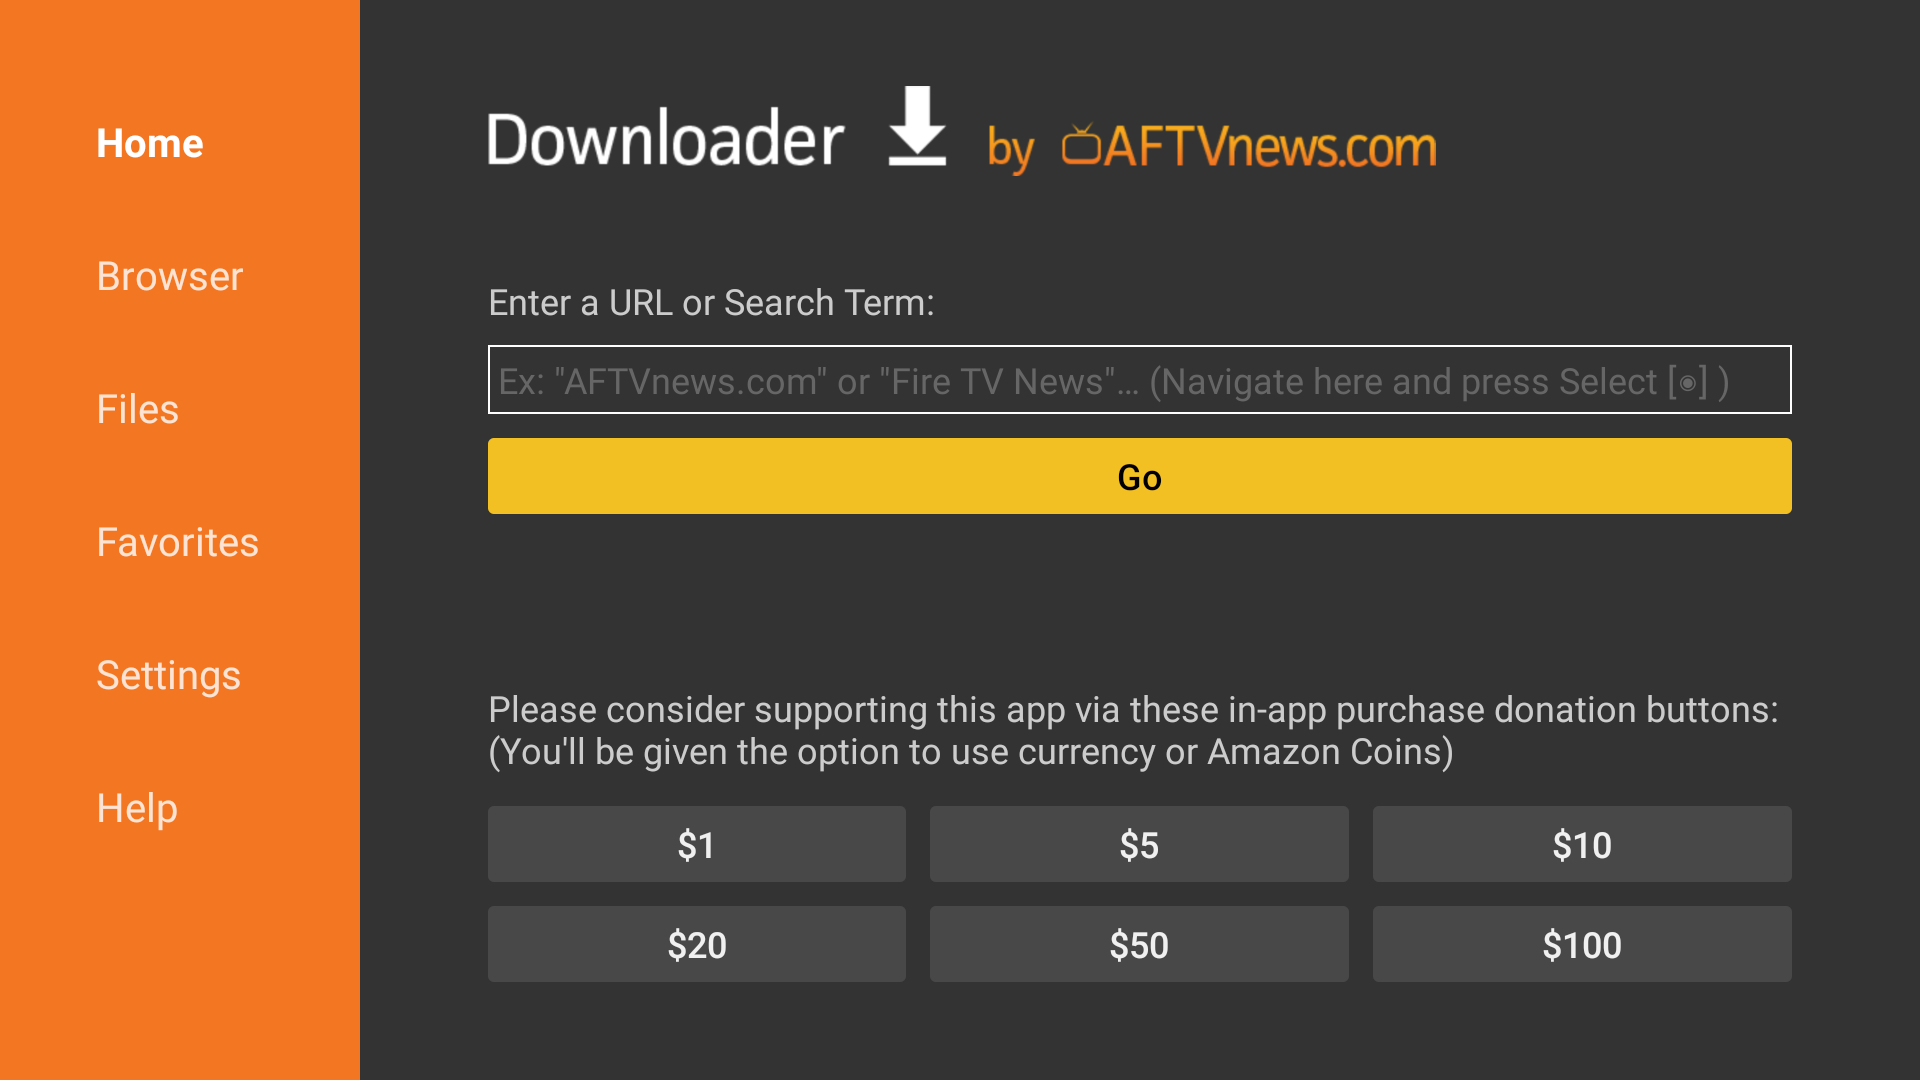 Home
Browser
Files
Favorites
Settings
Help
Downloader by AFTVnews.com
Enter a URL or Search Term:
Ex: "AFTVnews.com" or "Fire TV News"... (Navigate here and press Select [◉] )
Go
Please consider supporting this app via these in-app purchase donation buttons:
(You'll be given the option to use currency or Amazon Coins)
$1 $5 $10
$20 $50 $100